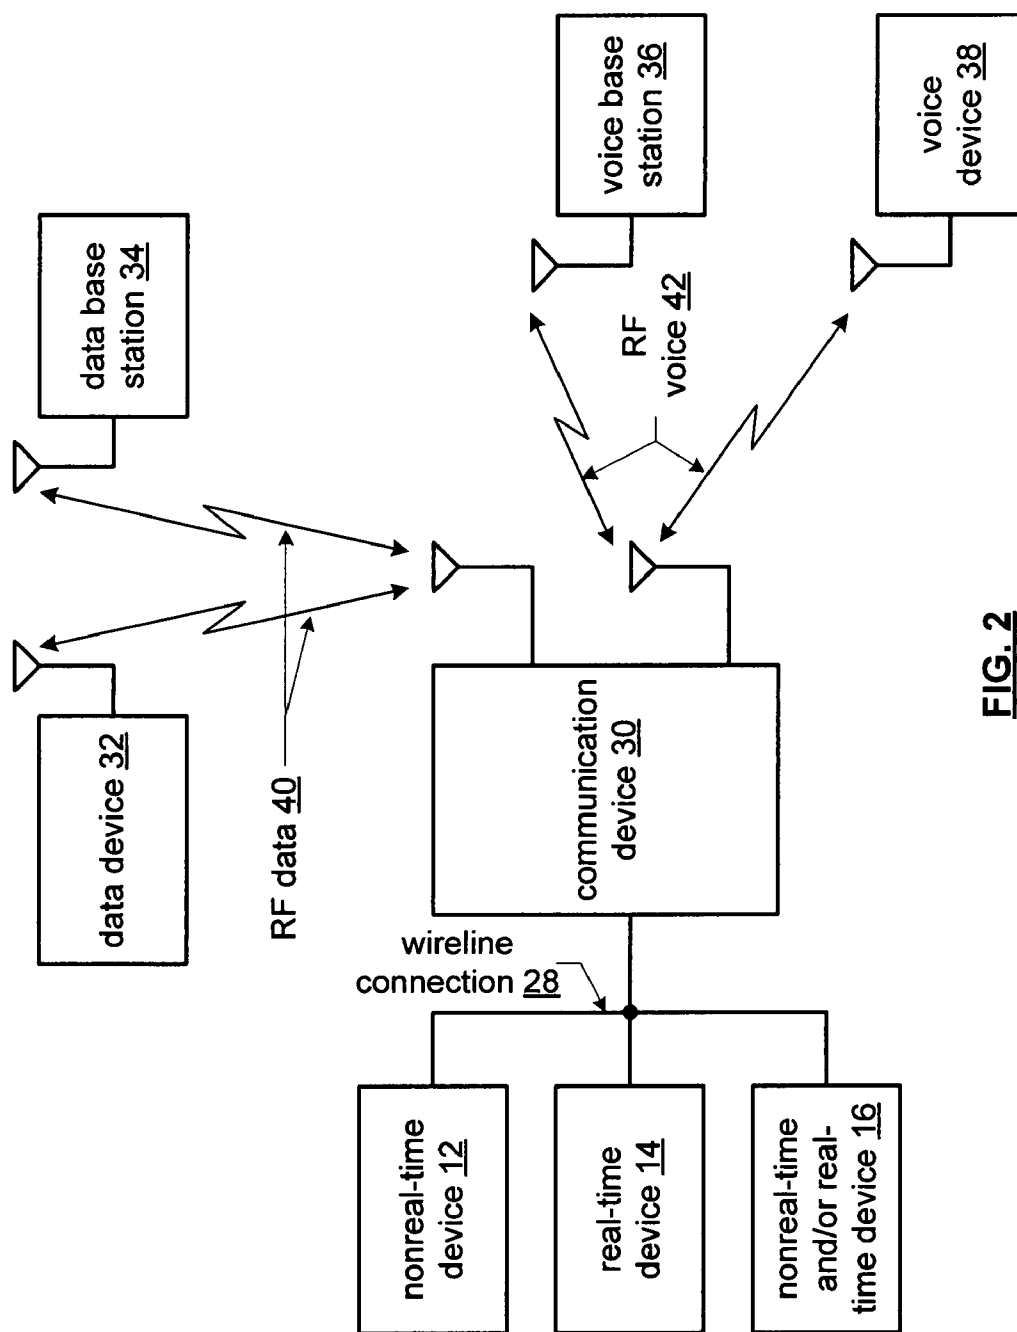 data device 32
data base
station 34
RF data 40
wireline
connection 28
nonreal-time
device 12
real-time
device 14
nonreal-time
and/or real-
time device 16
communication
device 30
RF
voice 42
voice base
station 36
voice
device 38
FIG. 2